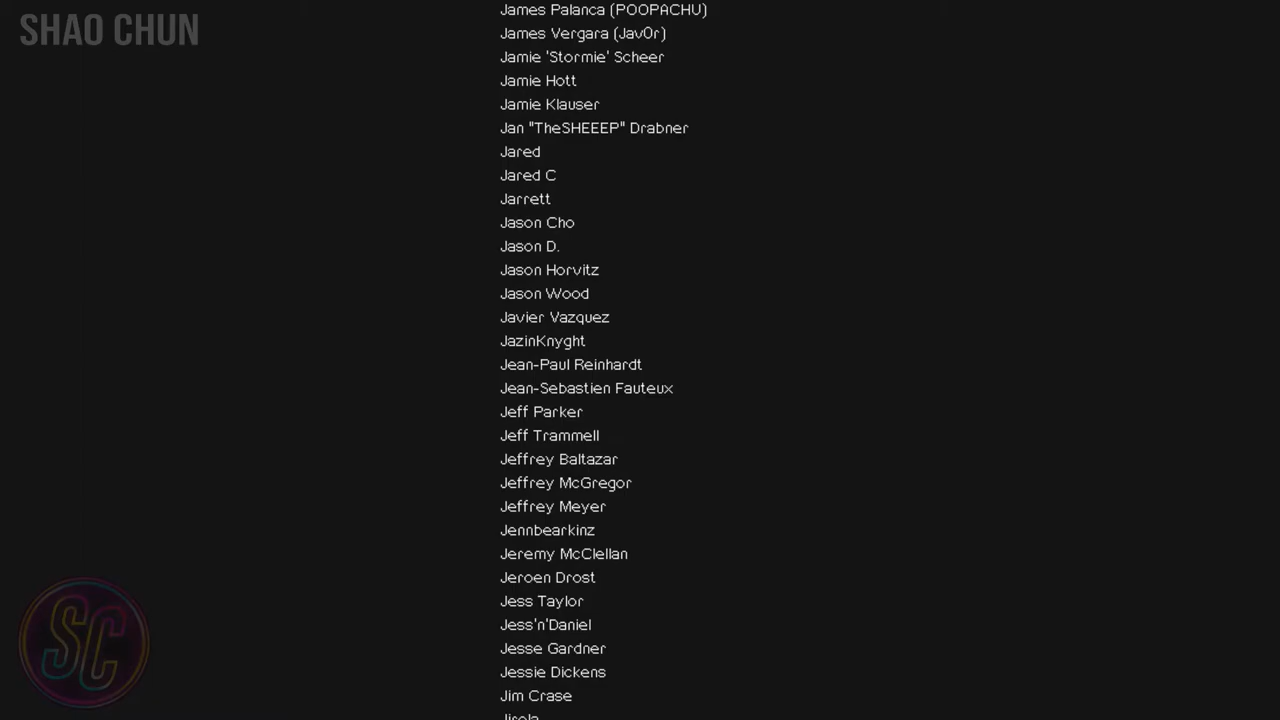 SHAO CHUN
James Palanca (POOPACHU)
James Vergara (Jav0r)
Jamie 'Stormie' Scheer
Jamie Hott
Jamie Klauser
Jan "TheSHEEEP" Drabner
Jared
Jared C
Jarrett
Jason Cho
Jason D.
Jason Horvitz
Jason Wood
Javier Vazquez
JazinKnyght
Jean-Paul Reinhardt
Jean-Sebastien Fauteux
Jeff Parker
Jeff Trammell
Jeffrey Baltazar
Jeffrey McGregor
Jeffrey Meyer
Jennbearkinz
Jeremy McClellan
Jeroen Drost
Jess Taylor
Jess'n'Daniel
Jesse Gardner
Jessie Dickens
Jim Crase
SC